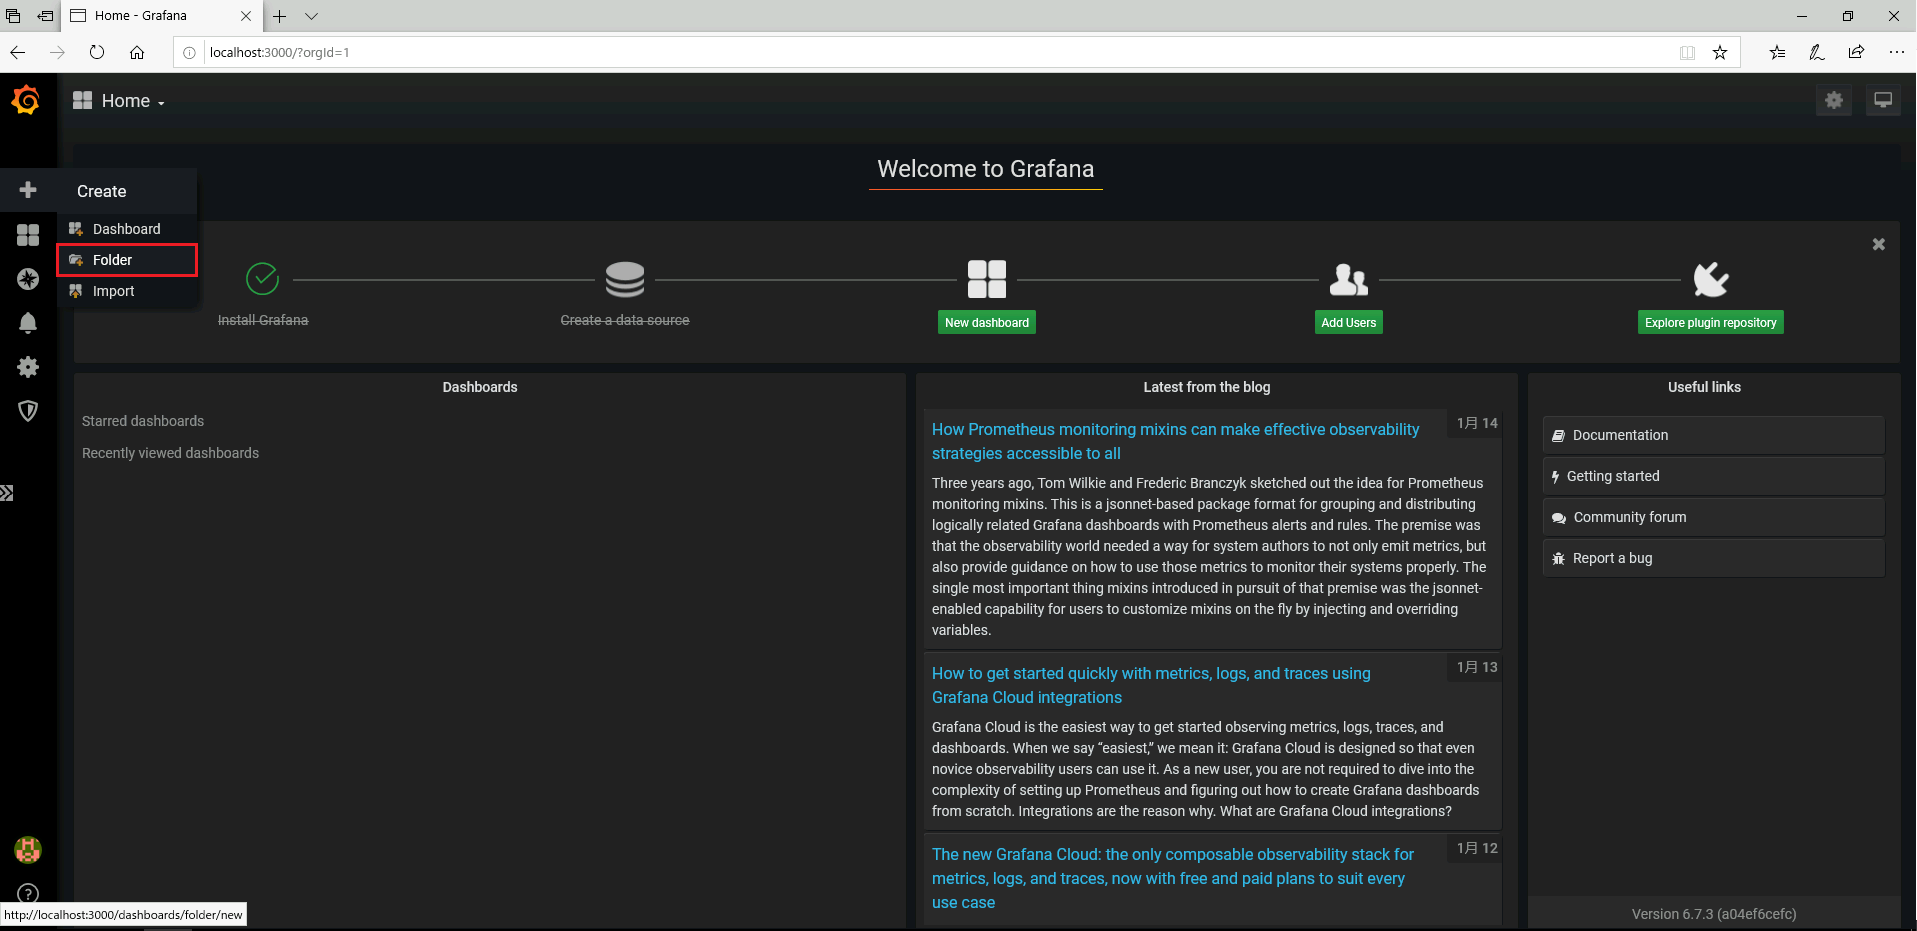 Home - Grafana
localhost:3000/?orgId=1
Home
Welcome to Grafana
Create
Dashboard
Folder
Import
Install Grafana
Create a data source
New dashboard
Add Users
Explore plugin repository
Dashboards
Starred dashboards
Recently viewed dashboards
Latest from the blog
How Prometheus monitoring mixins can make effective observability
strategies accessible to all
1月 14
Three years ago, Tom Wilkie and Frederic Branczyk sketched out the idea for Prometheus
monitoring mixins. This is a jsonnet-based package format for grouping and distributing
logically related Grafana dashboards with Prometheus alerts and rules. The premise was
that the observability world needed a way for system authors to not only emit metrics, but
also provide guidance on how to use those metrics to monitor their systems properly. The
single most important thing mixins introduced in pursuit of that premise was the jsonnet-
enabled capability for users to customize mixins on the fly by injecting and overriding
variables.
How to get started quickly with metrics, logs, and traces using
Grafana Cloud integrations
1月 13
Grafana Cloud is the easiest way to get started observing metrics, logs, traces, and
dashboards. When we say “easiest,” we mean it: Grafana Cloud is designed so that even
novice observability users can use it. As a new user, you are not required to dive into the
complexity of setting up Prometheus and figuring out how to create Grafana dashboards
from scratch. Integrations are the reason why. What are Grafana Cloud integrations?
The new Grafana Cloud: the only composable observability stack for
metrics, logs, and traces, now with free and paid plans to suit every
use case
1月 12
Useful links
Documentation
Getting started
Community forum
Report a bug
Version 6.7.3 (a04ef6cefc)
http://localhost:3000/dashboards/folder/new